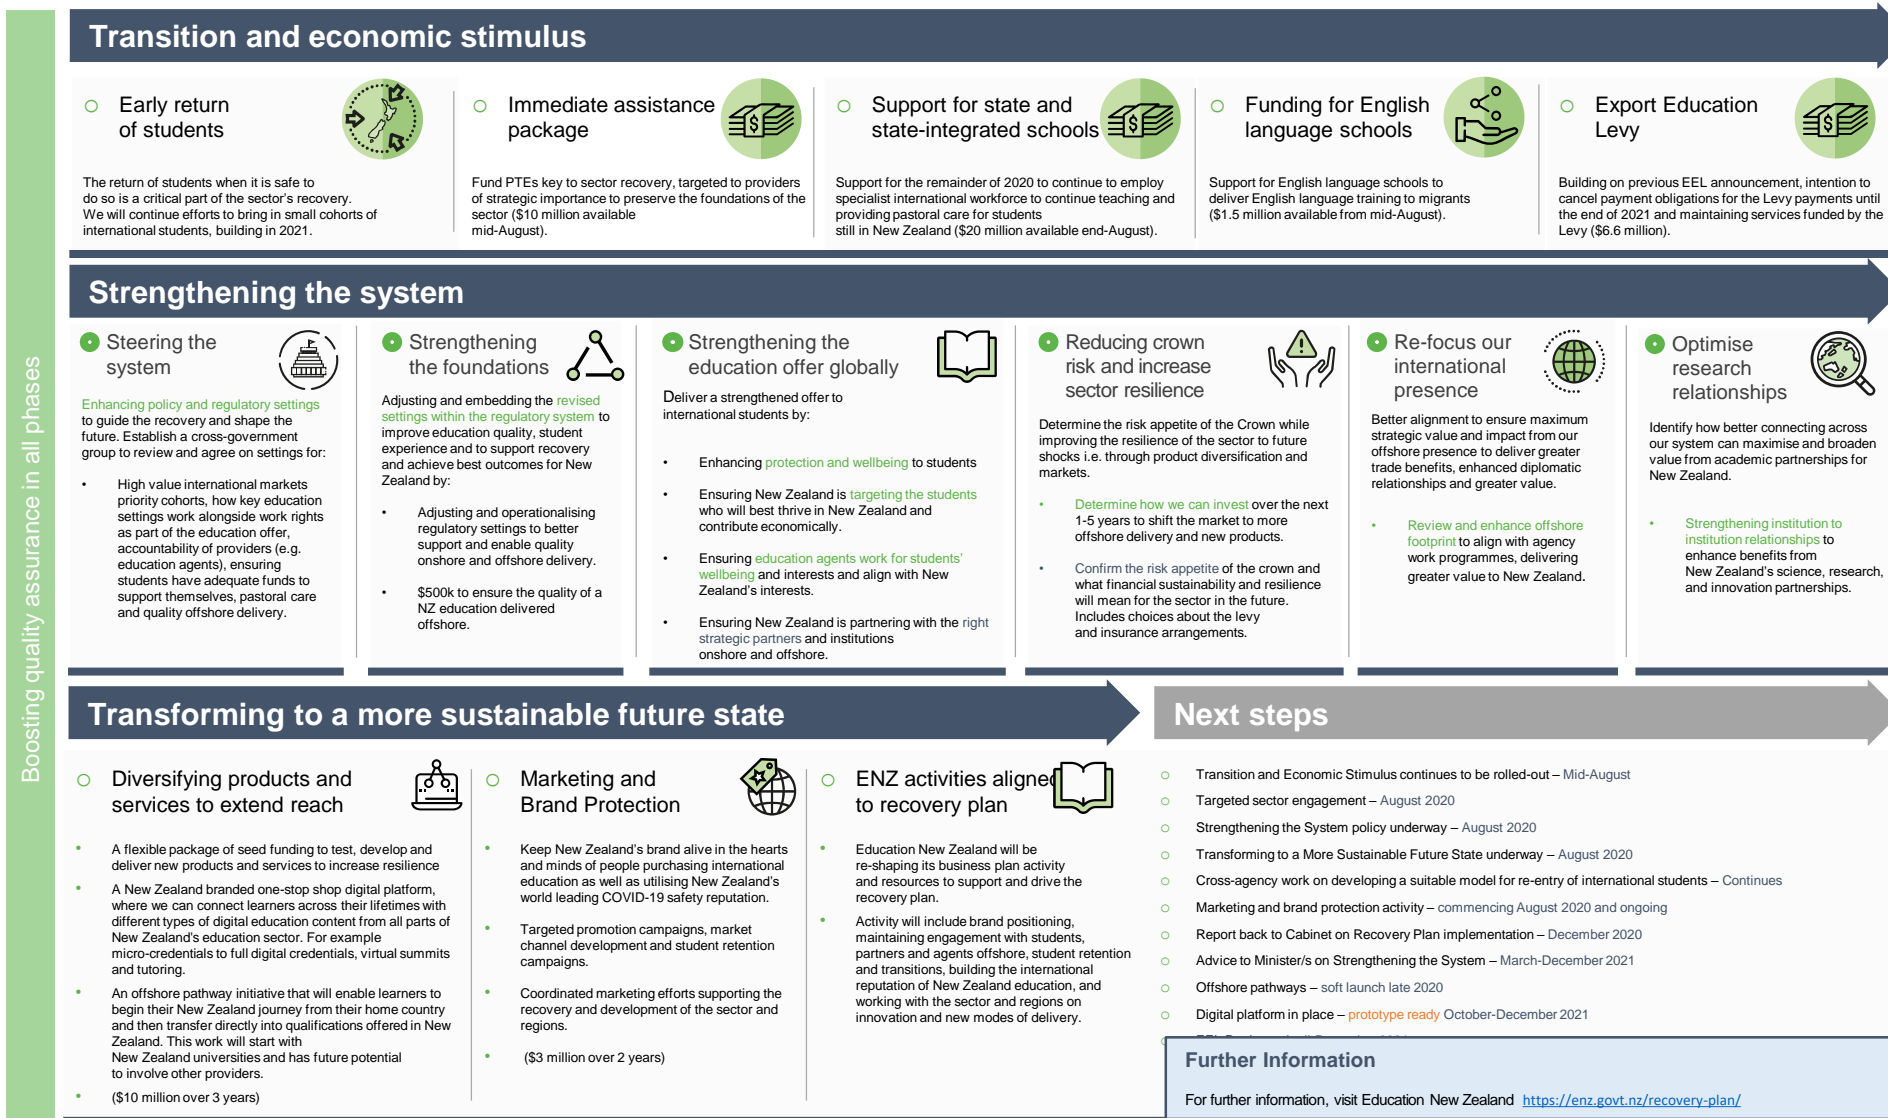 Boosting quality assurance in all phases
Transition and economic stimulus
Early return
of students
The return of students when it is safe to
do so is a critical part of the sector's recovery.
We will continue efforts to bring in small cohorts of
international students, building in 2021.
Immediate assistance
package
Fund PTEs key to sector recovery, targeted to providers
of strategic importance to preserve the foundations of the
sector ($10 million available
mid-August).
Support for state and
state-integrated schools
Support for the remainder of 2020 to continue to employ
specialist international workforce to continue teaching and
providing pastoral care for students
still in New Zealand ($20 million available end-August).
Funding for English
language schools
Support for English language schools to
deliver English language training to migrants
($1.5 million available from mid-August).
Export Education
Levy
Building on previous EEL announcement, intention to
cancel payment obligations for the Levy payments until
the end of 2021 and maintaining services funded by the
Levy ($6.6 million).
Strengthening the system
Steering the
system
Enhancing policy and regulatory settings
to guide the recovery and shape the
future. Establish a cross-government
group to review and agree on settings for:
• High value international markets
priority cohorts, how key education
settings work alongside work rights
as part of the education offer,
accountability of providers (e.g.
education agents), ensuring
students have adequate funds to
support themselves, pastoral care
and quality offshore delivery.
Strengthening
the foundations
Adjusting and embedding the revised
settings within the regulatory system to
improve education quality, student
experience and to support recovery
and achieve best outcomes for New
Zealand by:
• Adjusting and operationalising
regulatory settings to better
support and enable quality
onshore and offshore delivery.
• $500k to ensure the quality of a
NZ education delivered
offshore.
Strengthening the
education offer globally
Deliver a strengthened offer to
international students by:
• Enhancing protection and wellbeing to students
• Ensuring New Zealand is targeting the students
who will best thrive in New Zealand and
contribute economically.
• Ensuring education agents work for students'
wellbeing and interests and align with New
Zealand's interests.
• Ensuring New Zealand is partnering with the right
strategic partners and institutions
onshore and offshore.
Reducing crown
risk and increase
sector resilience
Determine the risk appetite of the Crown while
improving the resilience of the sector to future
shocks i.e. through product diversification and
markets.
• Determine how we can invest over the next
1-5 years to shift the market to more
offshore delivery and new products.
• Confirm the risk appetite of the crown and
what financial sustainability and resilience
will mean for the sector in the future.
Includes choices about the levy
and insurance arrangements.
Re-focus our
international
presence
Better alignment to ensure maximum
strategic value and impact from our
offshore presence to deliver greater
trade benefits, enhanced diplomatic
relationships and greater value.
• Review and enhance offshore
footprint to align with agency
work programmes, delivering
greater value to New Zealand.
Optimise
research
relationships
Identify how better connecting across
our system can maximise and broaden
value from academic partnerships for
New Zealand.
• Strengthening institution to
institution relationships to
enhance benefits from
New Zealand's science, research,
and innovation partnerships.
Transforming to a more sustainable future state
Diversifying products and
services to extend reach
• A flexible package of seed funding to test, develop and
deliver new products and services to increase resilience
• A New Zealand branded one-stop shop digital platform,
where we can connect learners across their lifetimes with
different types of digital education content from all parts of
New Zealand's education sector. For example
micro-credentials to full digital credentials, virtual summits
and tutoring.
• An offshore pathway initiative that will enable learners to
begin their New Zealand journey from their home country
and then transfer directly into qualifications offered in New
Zealand. This work will start with
New Zealand universities and has future potential
to involve other providers.
• ($10 million over 3 years)
Marketing and
Brand Protection
• Keep New Zealand's brand alive in the hearts
and minds of people purchasing international
education as well as utilising New Zealand's
world leading COVID-19 safety reputation.
• Targeted promotion campaigns, market
channel development and student retention
campaigns.
• Coordinated marketing efforts supporting the
recovery and development of the sector and
regions.
• ($3 million over 2 years)
ENZ activities aligned
to recovery plan
• Education New Zealand will be
re-shaping its business plan activity
and resources to support and drive the
recovery plan.
• Activity will include brand positioning,
maintaining engagement with students,
partners and agents offshore, student retention
and transitions, building the international
reputation of New Zealand education, and
working with the sector and regions on
innovation and new modes of delivery.
Next steps
Transition and Economic Stimulus continues to be rolled-out – Mid-August
Targeted sector engagement – August 2020
Strengthening the System policy underway – August 2020
Transforming to a More Sustainable Future State underway – August 2020
Cross-agency work on developing a suitable model for re-entry of international students – Continues
Marketing and brand protection activity – commencing August 2020 and ongoing
Report back to Cabinet on Recovery Plan implementation – December 2020
Advice to Minister/s on Strengthening the System – March-December 2021
Offshore pathways – soft launch late 2020
Digital platform in place – prototype ready October-December 2021
Further Information
For further information, visit Education New Zealand https://enz.govt.nz/recovery-plan/